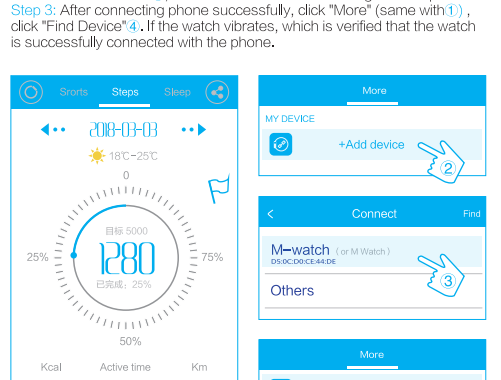 Step 3: After connecting phone successfully, click "More" (same with①) ,
click "Find Device"④. If the watch vibrates, which is verified that the watch
is successfully connected with the phone.
Srorts Steps Sleep
2018-03-03
18℃-25℃
0
目标 5000
25% 1280 75%
已完成：25%
50%
Kcal Active time Km
More
MY DEVICE
+Add device
②
< Connect Find
M-watch (or M Watch)
D5:0C:D0:CE:44:DE
③
Others
More